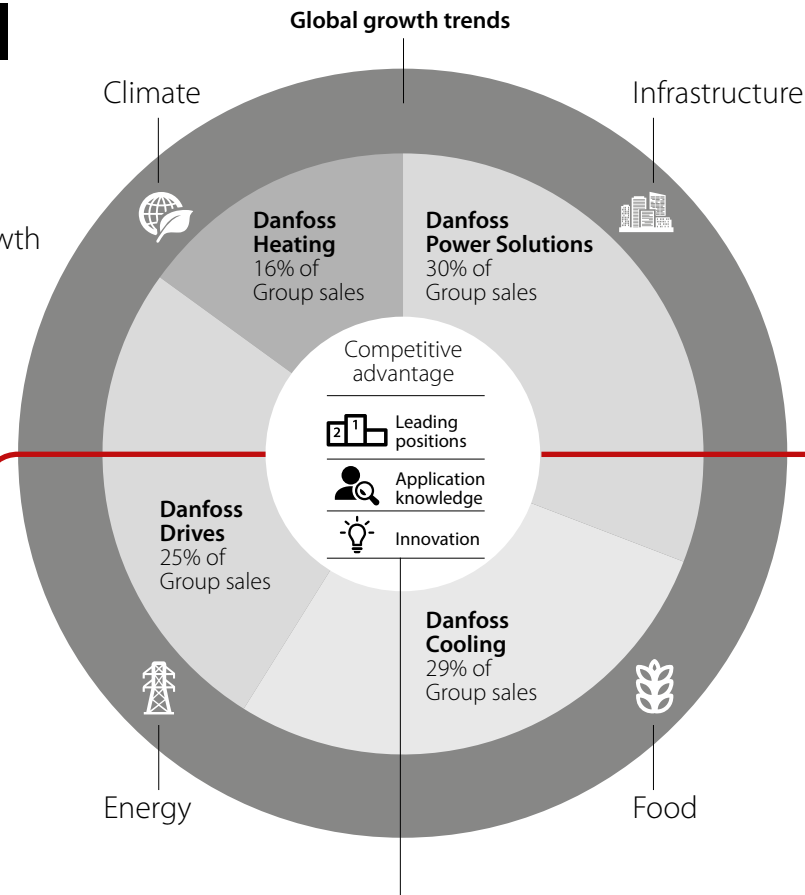 Global growth trends
Climate
Infrastructure
Danfoss
Heating
16% of
Group sales
Danfoss
Power Solutions
30% of
Group sales
Competitive
advantage
2 1
Leading
positions
Application
knowledge
Innovation
Danfoss
Drives
25% of
Group sales
Danfoss
Cooling
29% of
Group sales
Energy
Food